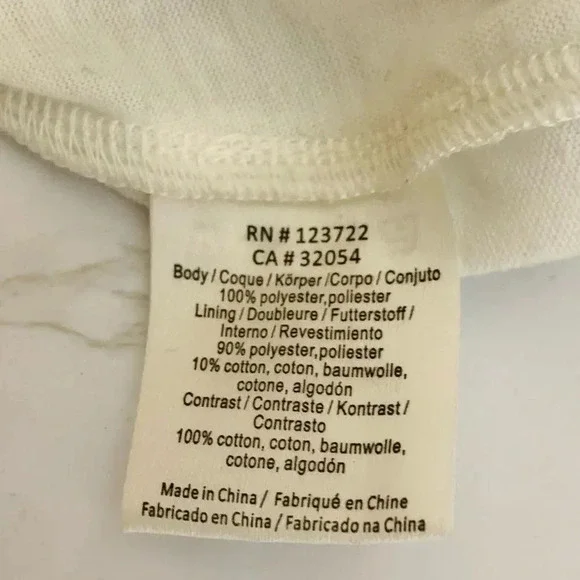 RN # 123722
CA # 32054
Body / Coque / Körper /Corpo / Conjuto
100% polyester,poliester
Lining / Doubleure / Futterstoff /
Interno / Revestimiento
90% polyester,poliester
10% cotton, coton, baumwolle,
cotone, algodón
Contrast / Contraste / Kontrast /
Contrasto
100% cotton, coton, baumwolle,
cotone, algodón
Made in China / Fabriqué en Chine
Fabricado en China / Fabricado na China